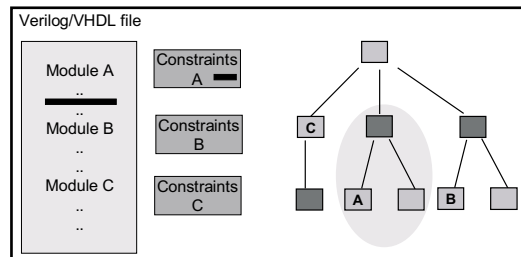 Verilog/VHDL file
Module A
..
Module B
..
..
Module C
..
..
Constraints
A
Constraints
B
Constraints
C
C
A
B